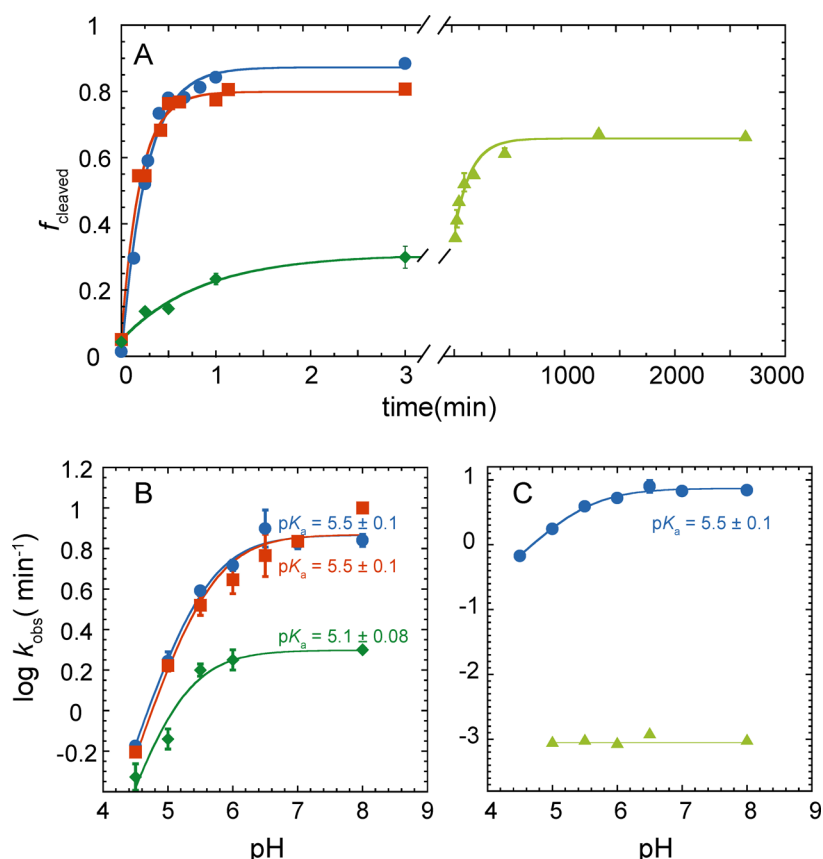 A
1
0.8
0.6
0.4
0.2
0
f cleaved
0 1 2 3 1000 2000 3000
time(min)
B
1.2
1
0.8
0.6
0.4
0.2
0
-0.2
log k obs ( min⁻¹)
pKa = 5.5 ± 0.1
pKa = 5.5 ± 0.1
pKa = 5.1 ± 0.08
4 5 6 7 8 9
pH
C
1
0
-1
-2
-3
pKa = 5.5 ± 0.1
4 5 6 7 8 9
pH